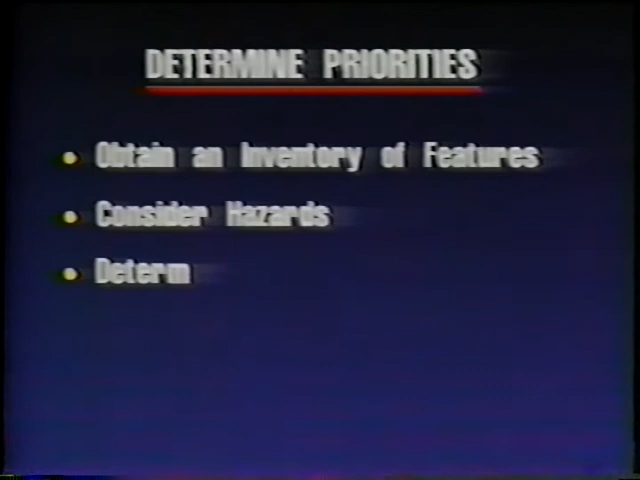 DETERMINE PRIORITIES
• Obtain an Inventory of Features
• Consider Hazards
• Determ